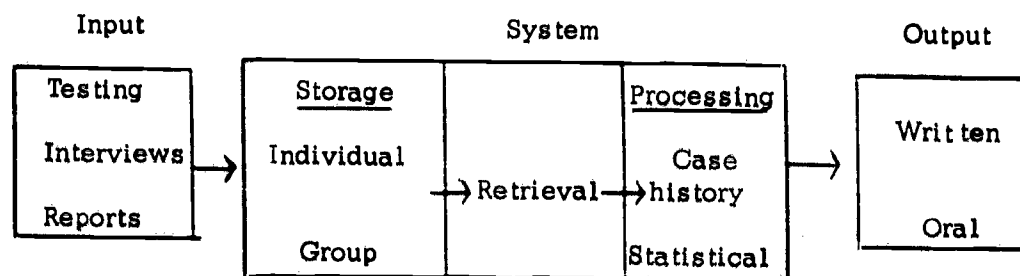 Input
System
Output
Testing
Interviews
Reports
Storage
Individual
Group
Retrieval
Processing
Case
history
Statistical
Written
Oral